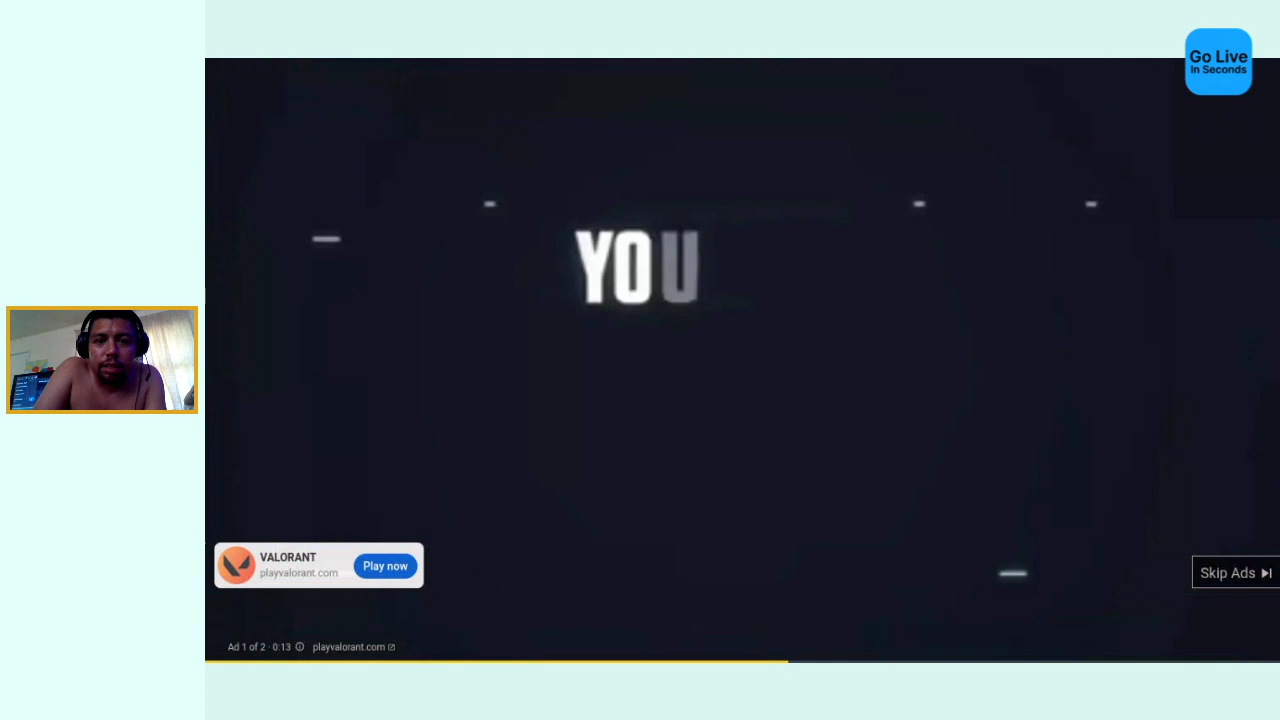 Go Live
In Seconds
YOU
VALORANT
playvalorant.com
Play now
Skip Ads
Ad 1 of 2 · 0:13 playvalorant.com